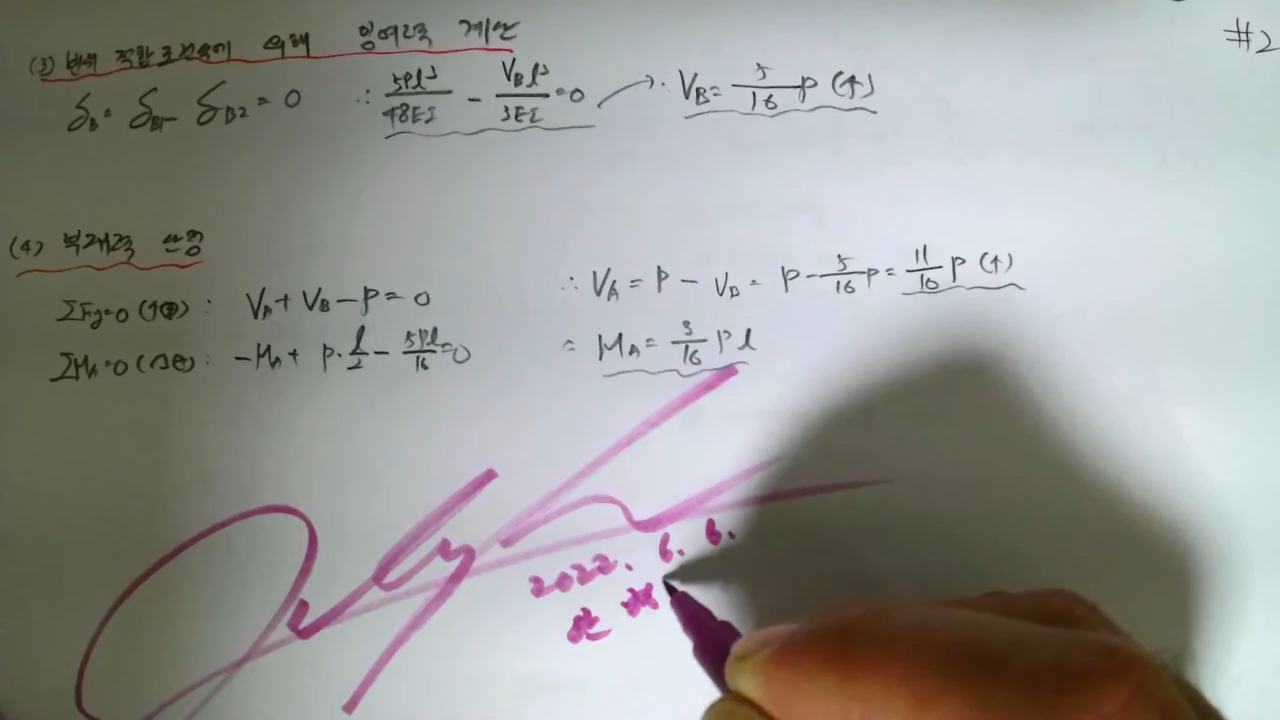 #2
(3) 변위 적합조건식에 의해 잉여력 계산
δB = δB1 - δB2 = 0 ∴ 5Pl³/48EI - VBl³/3EI = 0 → ∴ VB = 5/16 P (↑)
(4) 부재력 산정
ΣFy=0 (↑⊕) : VA + VB - P = 0 ∴ VA = P - VB = P - 5/16 P = 11/16 P (↑)
ΣMA=0 : -MA + P·l/2 - 5Pl/16 = 0 ∴ MA = 3/16 Pl
2022. 6. 6.